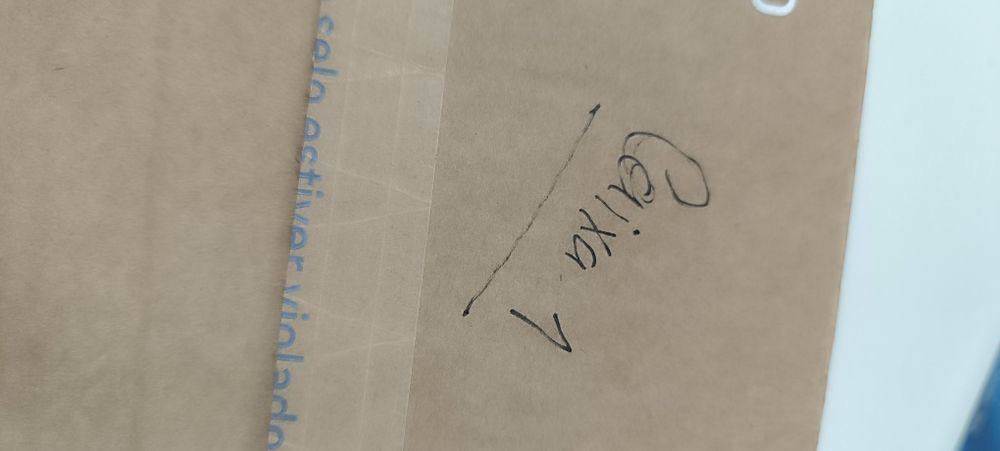 selo estiver violado
Caixa 1